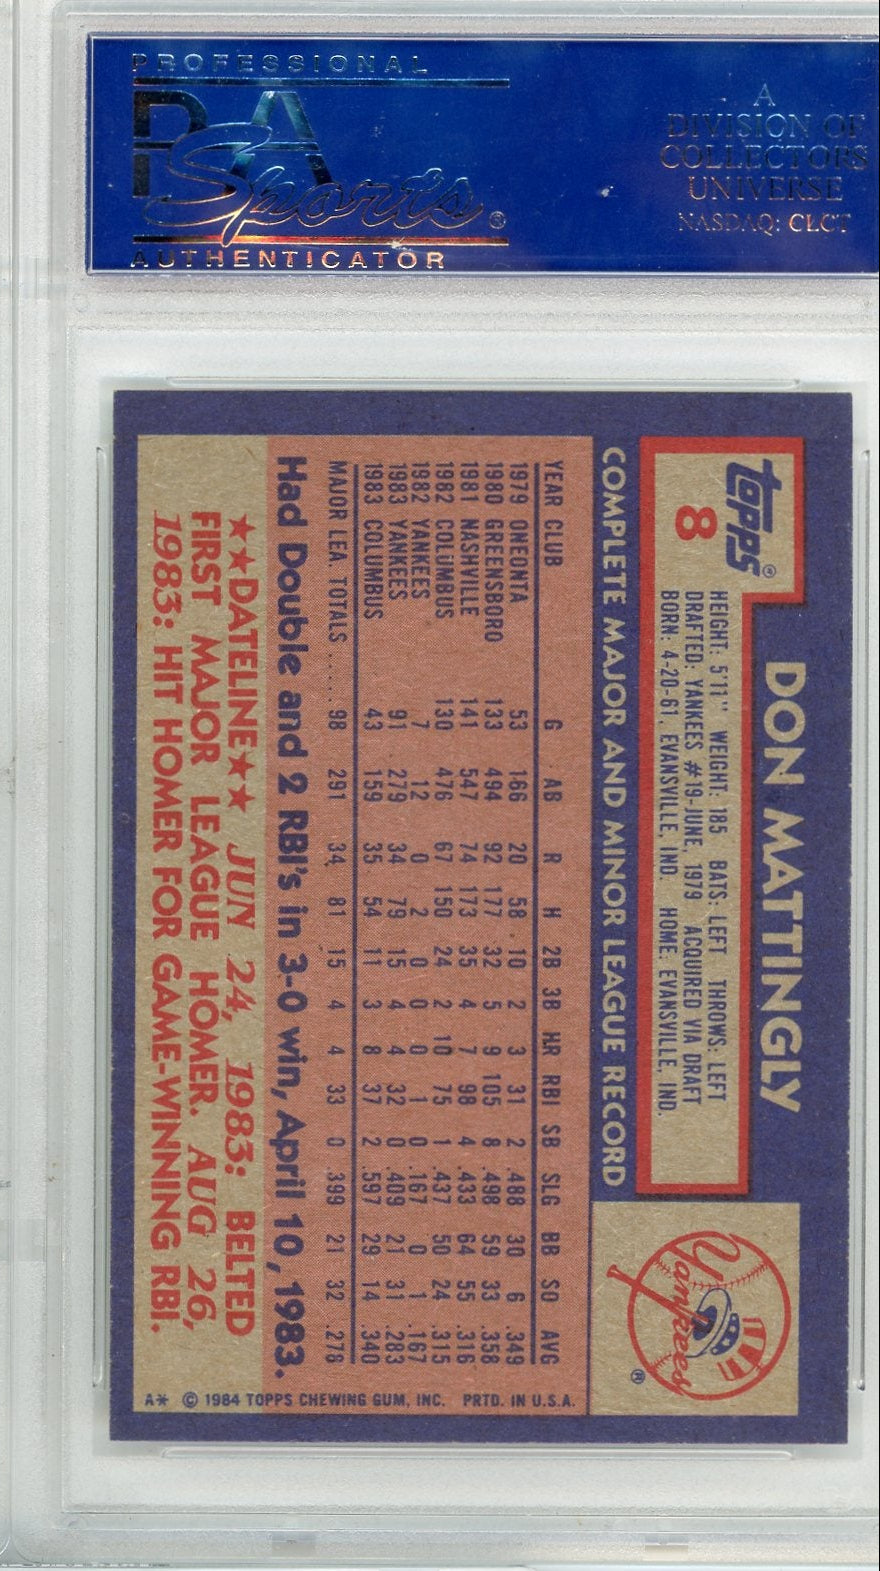 PROFESSIONAL
PSA
Sports®
AUTHENTICATOR
A
DIVISION OF
COLLECTORS
UNIVERSE
NASDAQ: CLCT
DON MATTINGLY
topps®
8
HEIGHT: 5'11" WEIGHT: 185 BATS: LEFT THROWS: LEFT
DRAFTED: YANKEES #19-JUNE, 1979 ACQUIRED VIA DRAFT
BORN: 4-20-61, EVANSVILLE, IND. HOME. EVANSVILLE, IND.
Yankees®
COMPLETE MAJOR AND MINOR LEAGUE RECORD
YEAR CLUB G AB R H 2B 3B HR RBI SB SLG BB SO AVG
1979 ONEONTA 53 166 20 58 10 2 3 31 2 .488 30 6 .349
1980 GREENSBORO 133 494 92 177 32 5 9 105 8 .498 59 33 .358
1981 NASHVILLE 141 547 74 173 35 4 7 98 4 .433 64 55 .316
1982 COLUMBUS 130 476 67 150 24 2 10 75 1 .437 50 24 .315
1982 YANKEES 7 12 0 2 0 0 0 1 0 .167 0 1 .167
1983 YANKEES 91 279 34 79 15 4 4 32 0 .409 21 31 .283
1983 COLUMBUS 43 159 35 54 11 3 8 37 2 .597 29 14 .340
MAJOR LEA. TOTALS ..... 98 291 34 81 15 4 4 33 0 .399 21 32 .278
Had Double and 2 RBI's in 3-0 win, April 10, 1983.
★★DATELINE★★ JUN 24, 1983: BELTED
FIRST MAJOR LEAGUE HOMER. AUG 26,
1983: HIT HOMER FOR GAME-WINNING RBI.
A* © 1984 TOPPS CHEWING GUM, INC. PRTD. IN U.S.A.